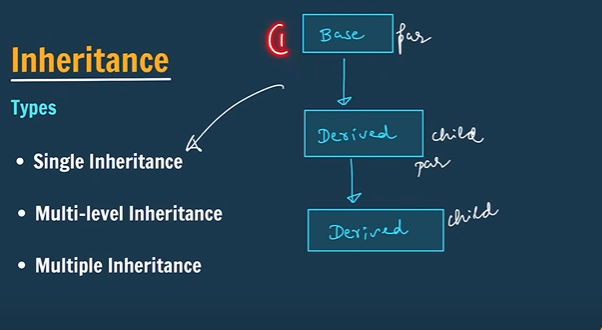 Inheritance
Types
• Single Inheritance
• Multi-level Inheritance
• Multiple Inheritance
1
Base par
Derived child
par
Derived child